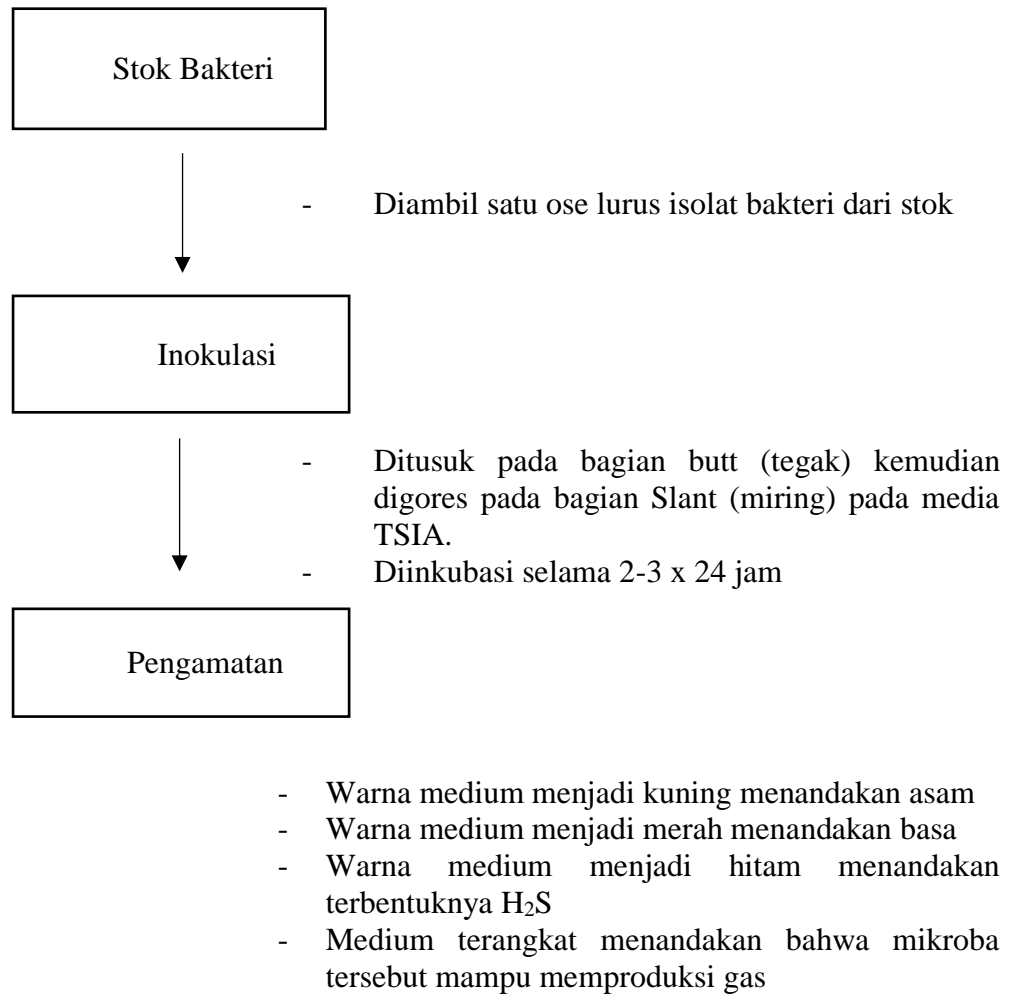 Stok Bakteri
- Diambil satu ose lurus isolat bakteri dari stok
Inokulasi
- Ditusuk pada bagian butt (tegak) kemudian
digores pada bagian Slant (miring) pada media
TSIA.
- Diinkubasi selama 2-3 x 24 jam
Pengamatan
- Warna medium menjadi kuning menandakan asam
- Warna medium menjadi merah menandakan basa
- Warna medium menjadi hitam menandakan
terbentuknya H₂S
- Medium terangkat menandakan bahwa mikroba
tersebut mampu memproduksi gas